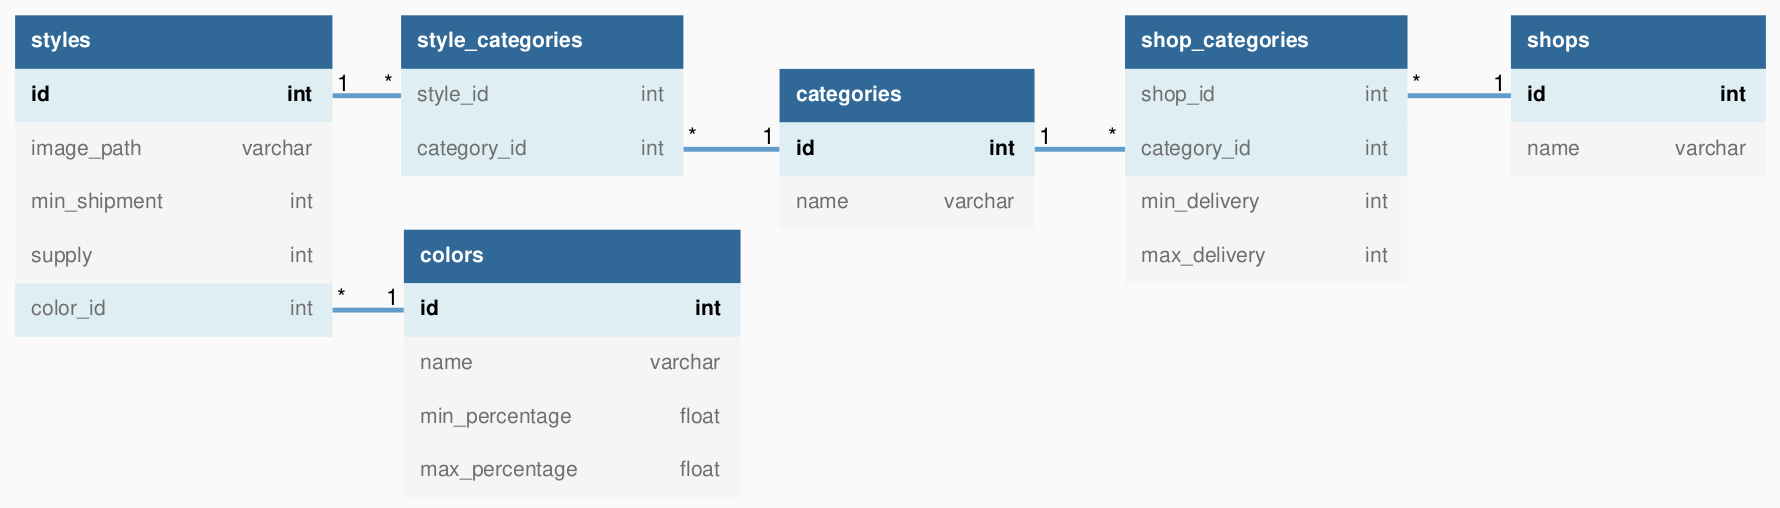 styles
id int
image_path varchar
min_shipment int
supply int
color_id int
1 *
* 1
style_categories
style_id int
category_id int
* 1
colors
id int
name varchar
min_percentage float
max_percentage float
categories
id int
name varchar
1 *
shop_categories
shop_id int
category_id int
min_delivery int
max_delivery int
* 1
shops
id int
name varchar